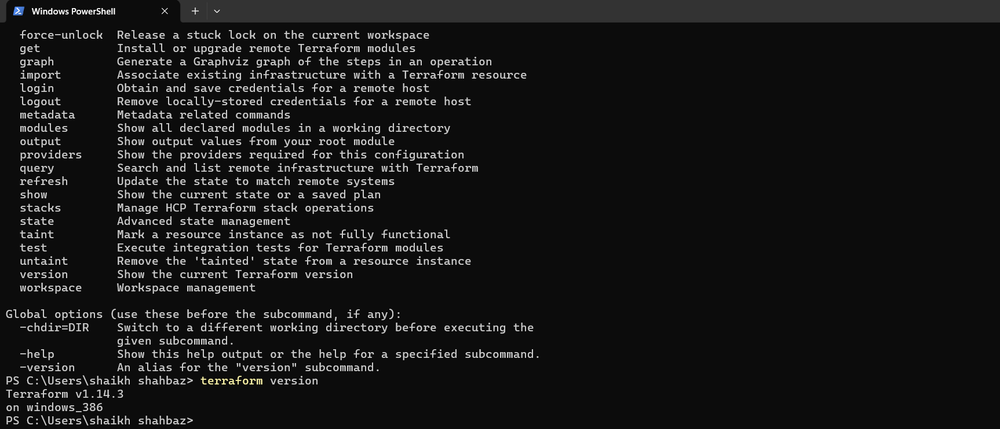 Windows PowerShell
force-unlock  Release a stuck lock on the current workspace
get           Install or upgrade remote Terraform modules
graph         Generate a Graphviz graph of the steps in an operation
import        Associate existing infrastructure with a Terraform resource
login         Obtain and save credentials for a remote host
logout        Remove locally-stored credentials for a remote host
metadata      Metadata related commands
modules       Show all declared modules in a working directory
output        Show output values from your root module
providers     Show the providers required for this configuration
query         Search and list remote infrastructure with Terraform
refresh       Update the state to match remote systems
show          Show the current state or a saved plan
stacks        Manage HCP Terraform stack operations
state         Advanced state management
taint         Mark a resource instance as not fully functional
test          Execute integration tests for Terraform modules
untaint       Remove the 'tainted' state from a resource instance
version       Show the current Terraform version
workspace     Workspace management
Global options (use these before the subcommand, if any):
-chdir=DIR    Switch to a different working directory before executing the
given subcommand.
-help         Show this help output or the help for a specified subcommand.
-version      An alias for the "version" subcommand.
PS C:\Users\shaikh shahbaz> terraform version
Terraform v1.14.3
on windows_386
PS C:\Users\shaikh shahbaz>